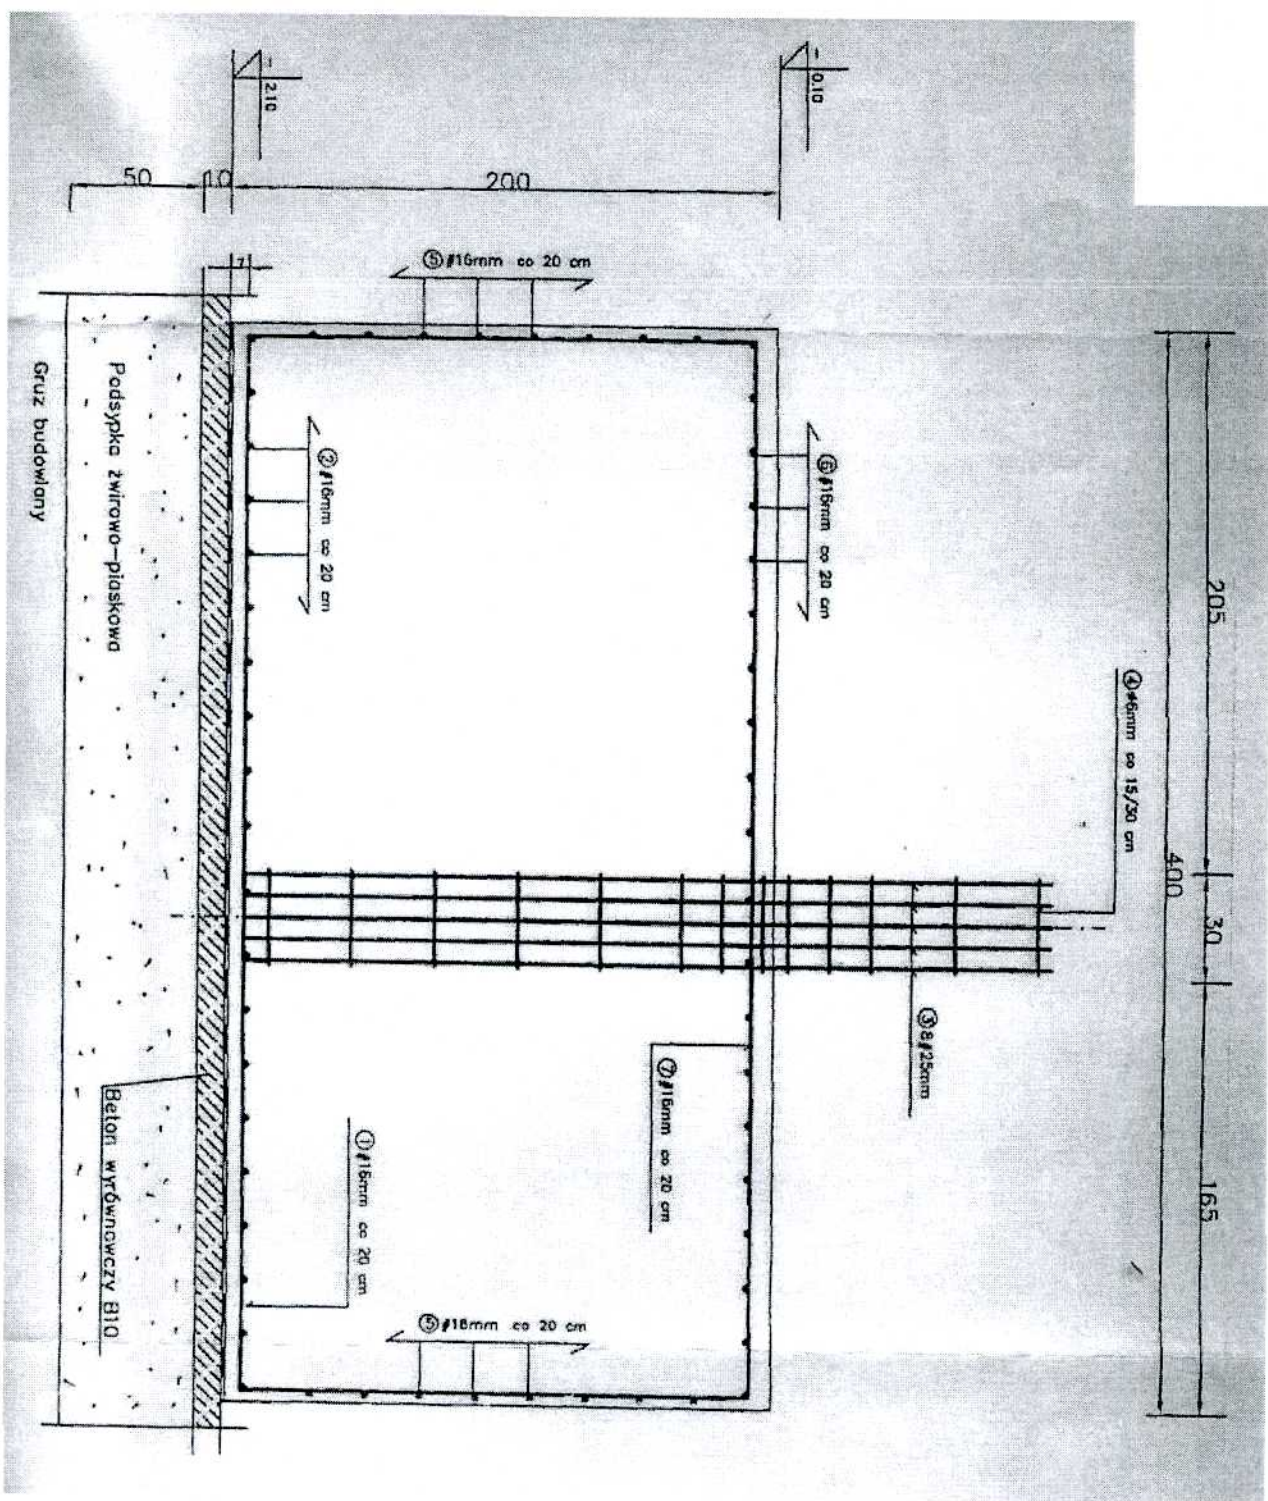 - 2.10
- 0.10
50
10
200
7
⑤ #16mm co 20 cm
② #16mm co 20 cm
⑥ #16mm co 20 cm
④ #6mm co 15/30 cm
205
400
30
165
③ 8#25mm
⑦ #16mm co 20 cm
① #16mm co 20 cm
⑤ #16mm co 20 cm
Podsypka żwirowo-piaskowa
Gruz budowlany
Beton wyrównawczy B10